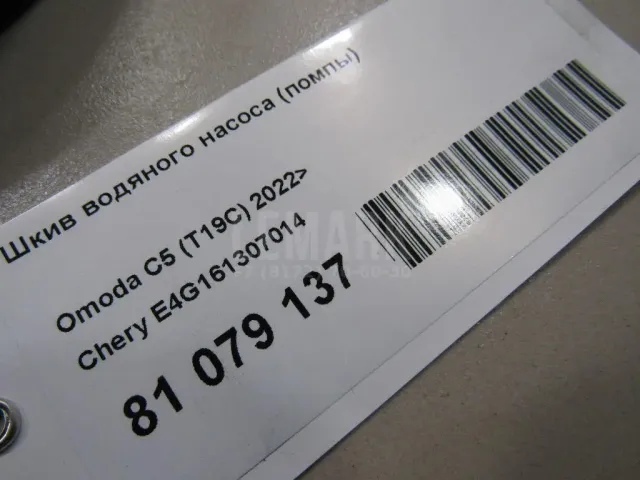 Шкив водяного насоса (помпы)
Omoda C5 (T19C) 2022>
Chery E4G161307014
81 079 137